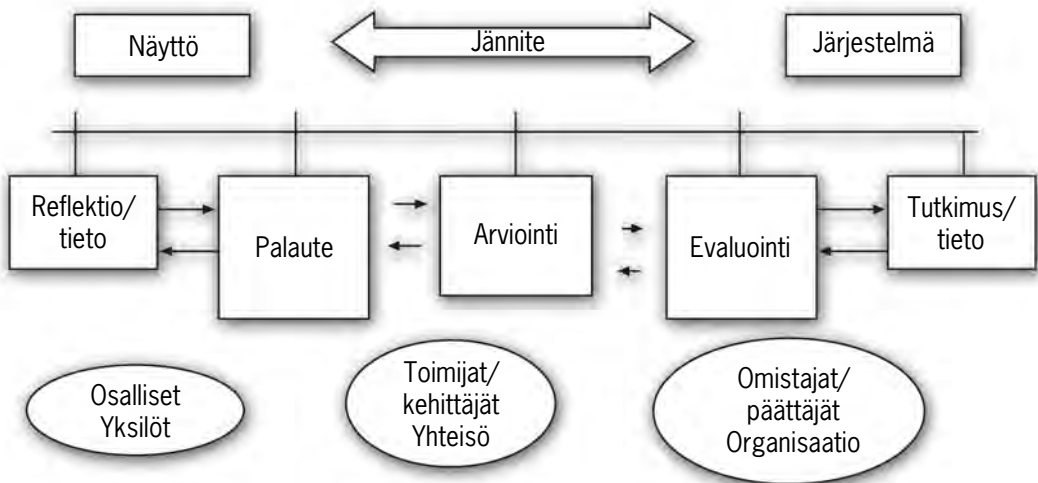 Näyttö
Jännite
Järjestelmä
Reflektio/
tieto
Palaute
Arviointi
Evaluointi
Tutkimus/
tieto
Osalliset
Yksilöt
Toimijat/
kehittäjät
Yhteisö
Omistajat/
päättäjät
Organisaatio